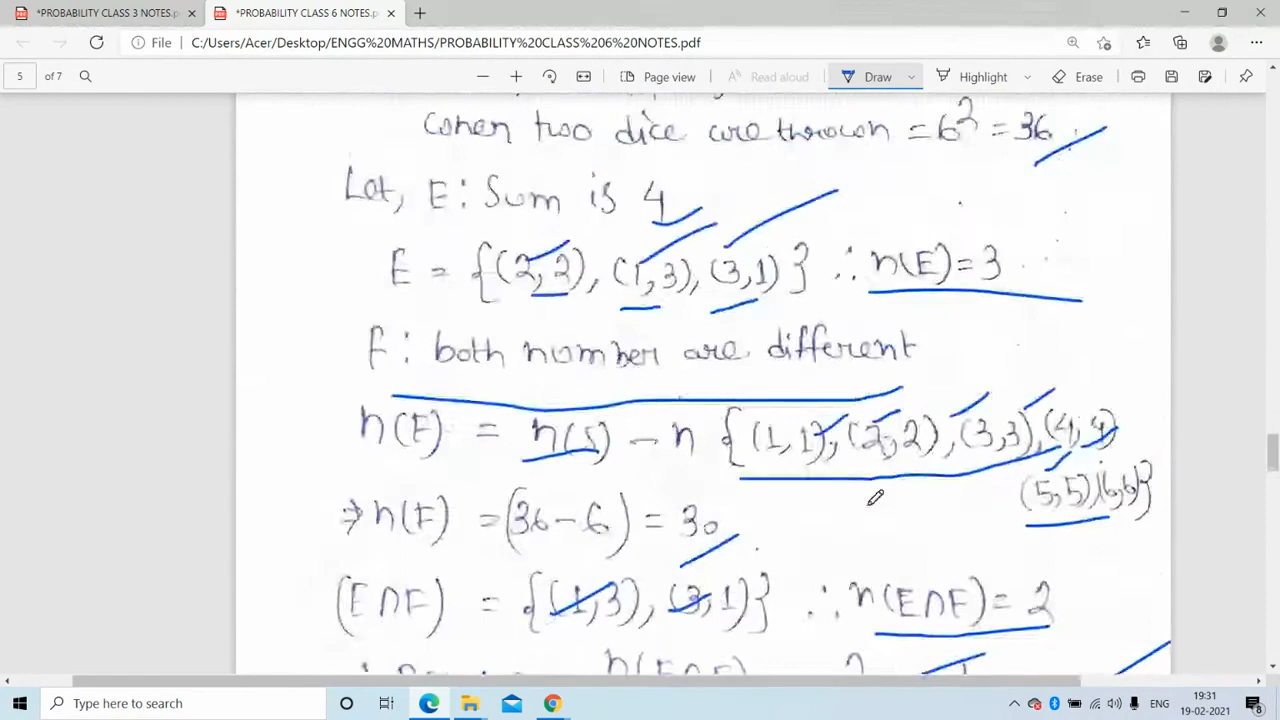 *PROBABILITY CLASS 3 NOTES.p
*PROBABILITY CLASS 6 NOTES.p
File
C:/Users/Acer/Desktop/ENGG%20MATHS/PROBABILITY%20CLASS%206%20NOTES.pdf
5 of 7
Page view
Read aloud
Draw
Highlight
Erase
when two dice are thrown = 6² = 36
Let, E: Sum is 4
E = {(2,2), (1,3), (3,1)} ∴ n(E) = 3
F: both number are different
n(F) = n(S) - n {(1,1), (2,2), (3,3), (4,4)
(5,5), (6,6)}
⇒ n(F) = (36-6) = 30
(E∩F) = {(1,3), (3,1)} ∴ n(E∩F) = 2
n(E∩F) 2 1
Type here to search
ENG
19:31
19-02-2021
8